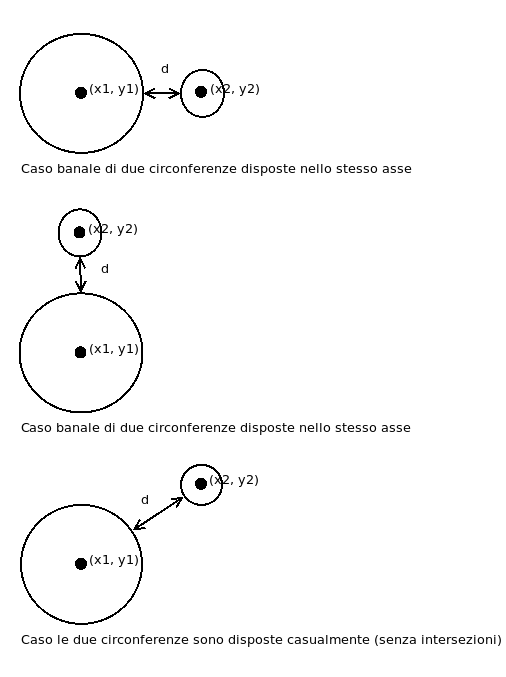 d
(x1, y1) (x2, y2)
Caso banale di due circonferenze disposte nello stesso asse
(x2, y2)
d
(x1, y1)
Caso banale di due circonferenze disposte nello stesso asse
(x2, y2)
d
(x1, y1)
Caso le due circonferenze sono disposte casualmente (senza intersezioni)